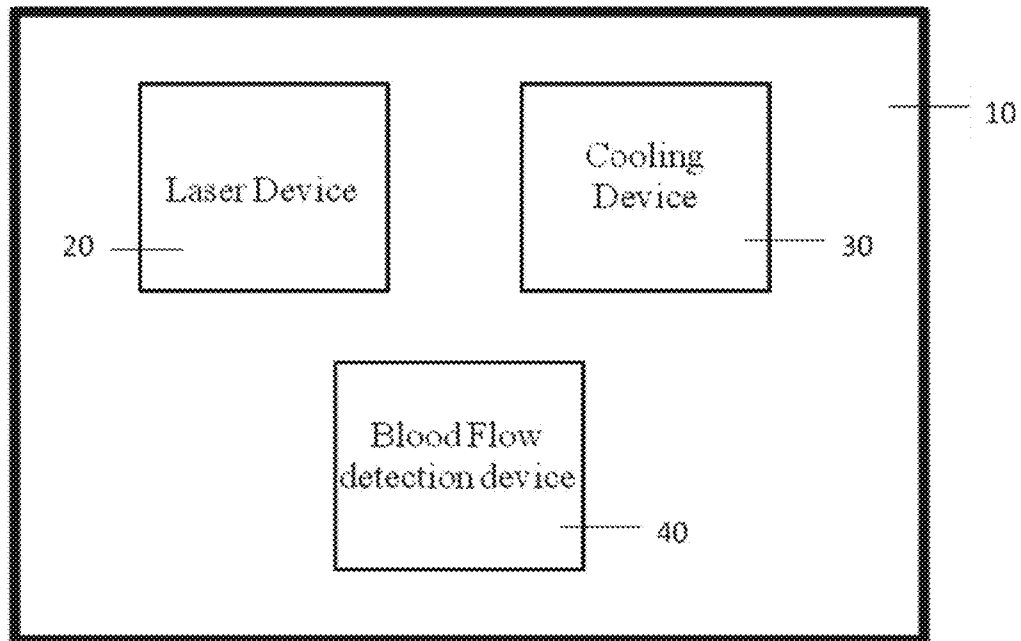 10
Laser Device
20
Cooling
Device
30
Blood Flow
detection device
40